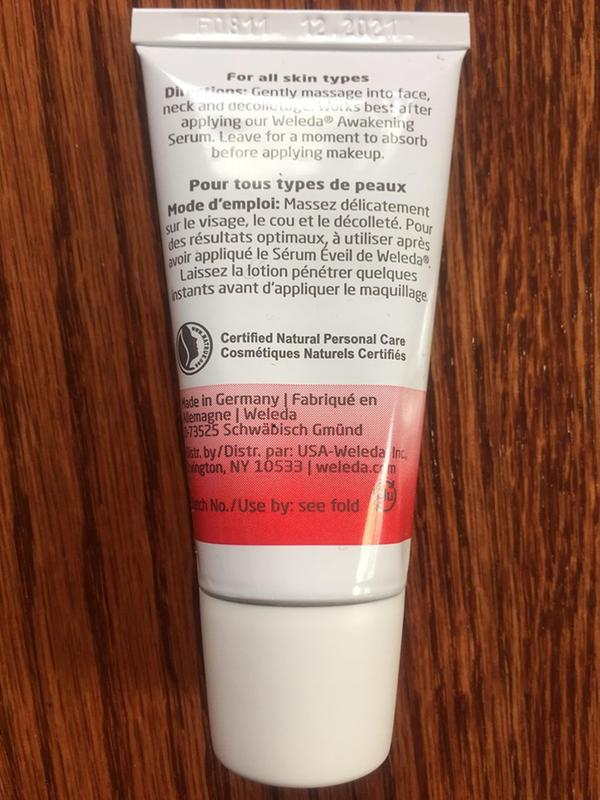 F0811 12.2021
For all skin types
Directions: Gently massage into face,
neck and décolletage. Works best after
applying our Weleda® Awakening
Serum. Leave for a moment to absorb
before applying makeup.
Pour tous types de peaux
Mode d'emploi: Massez délicatement
sur le visage, le cou et le décolleté. Pour
des résultats optimaux, à utiliser après
avoir appliqué le Sérum Éveil de Weleda®.
Laissez la lotion pénétrer quelques
instants avant d'appliquer le maquillage.
WWW.NATRUE.ORG
Certified Natural Personal Care
Cosmétiques Naturels Certifiés
Made in Germany | Fabriqué en
Allemagne | Weleda
D-73525 Schwäbisch Gmünd
Distr. by/Distr. par: USA-Weleda, Inc.
Irvington, NY 10533 | weleda.com
Batch No./Use by: see fold